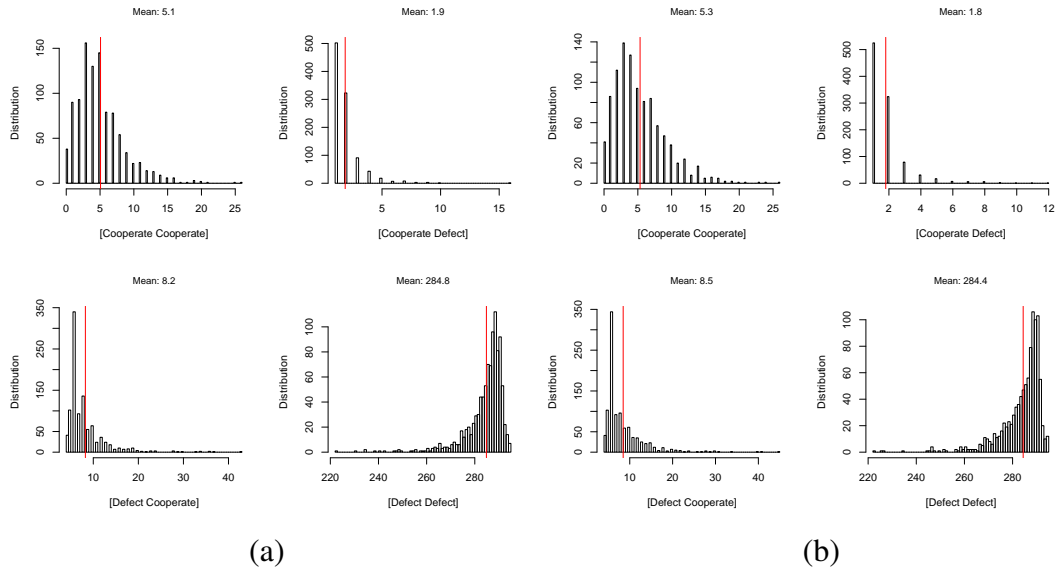 Mean: 5.1
Distribution
0 50 100 150
0 5 10 15 20 25
[Cooperate Cooperate]
Mean: 1.9
Distribution
0 100 200 300 400 500
5 10 15
[Cooperate Defect]
Mean: 5.3
Distribution
0 20 40 60 80 100 140
0 5 10 15 20 25
[Cooperate Cooperate]
Mean: 1.8
Distribution
0 100 200 300 400 500
2 4 6 8 10 12
[Cooperate Defect]
Mean: 8.2
Distribution
0 50 150 250 350
10 20 30 40
[Defect Cooperate]
Mean: 284.8
Distribution
0 20 40 60 80 100
220 240 260 280
[Defect Defect]
Mean: 8.5
Distribution
0 50 150 250 350
10 20 30 40
[Defect Cooperate]
Mean: 284.4
Distribution
0 20 40 60 80 100
220 240 260 280
[Defect Defect]
(a)
(b)